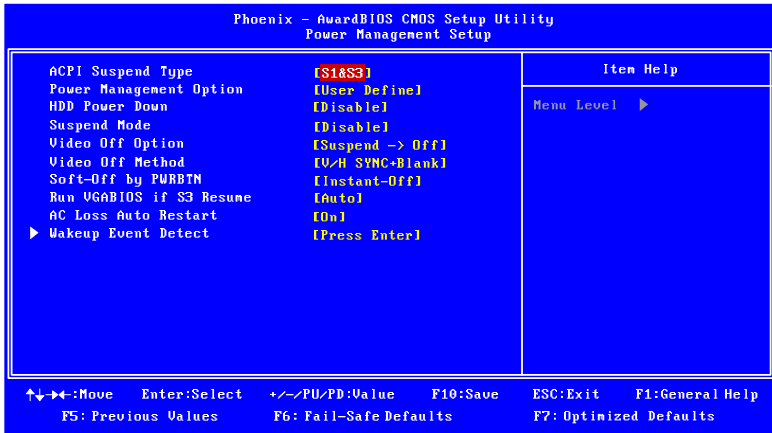 Phoenix - AwardBIOS CMOS Setup Utility
Power Management Setup
ACPI Suspend Type [S1&S3]
Power Management Option [User Define]
HDD Power Down [Disable]
Suspend Mode [Disable]
Video Off Option [Suspend -> Off]
Video Off Method [V/H SYNC+Blank]
Soft-Off by PWRBTN [Instant-Off]
Run VGABIOS if S3 Resume [Auto]
AC Loss Auto Restart [On]
▶ Wakeup Event Detect [Press Enter]
Item Help
Menu Level ▶
↑↓→←:Move Enter:Select +/-/PU/PD:Value F10:Save ESC:Exit F1:General Help
F5: Previous Values F6: Fail-Safe Defaults F7: Optimized Defaults